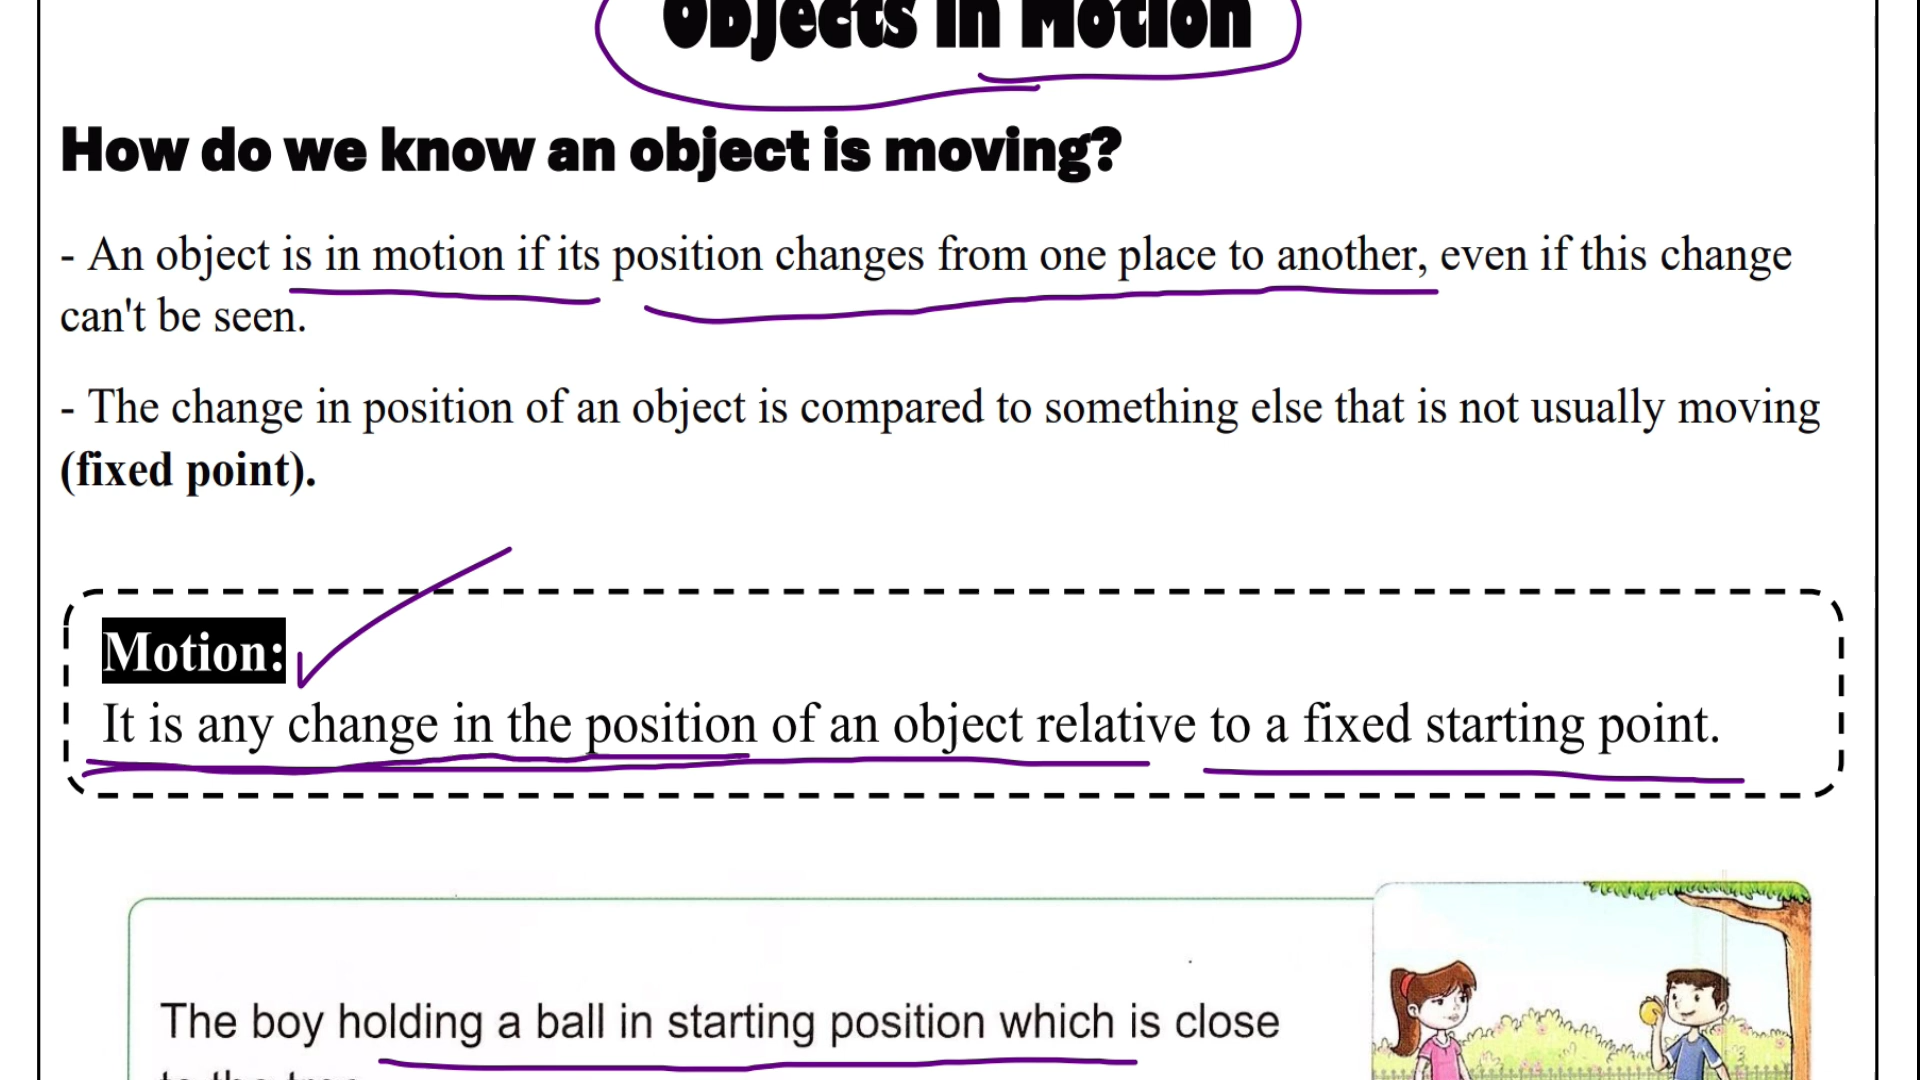 Objects in Motion
How do we know an object is moving?
- An object is in motion if its position changes from one place to another, even if this change
can't be seen.
- The change in position of an object is compared to something else that is not usually moving
(fixed point).
Motion:
It is any change in the position of an object relative to a fixed starting point.
The boy holding a ball in starting position which is close
to the tree